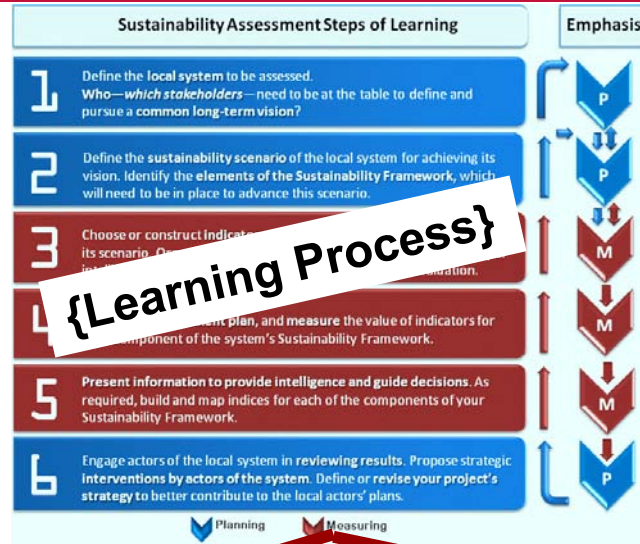 Sustainability Assessment Steps of Learning
Emphasis
1
Define the local system to be assessed.
Who—which stakeholders—need to be at the table to define and
pursue a common long-term vision?
P
2
Define the sustainability scenario of the local system for achieving its
vision. Identify the elements of the Sustainability Framework, which
will need to be in place to advance this scenario.
P
3
Choose or construct
its scenario.
M
{Learning Process}
4
plan, and measure the value of indicators for
of the system's Sustainability Framework.
M
5
Present information to provide intelligence and guide decisions. As
required, build and map indices for each of the components of your
Sustainability Framework.
M
6
Engage actors of the local system in reviewing results. Propose strategic
interventions by actors of the system. Define or revise your project's
strategy to better contribute to the local actors' plans.
P
Planning
Measuring